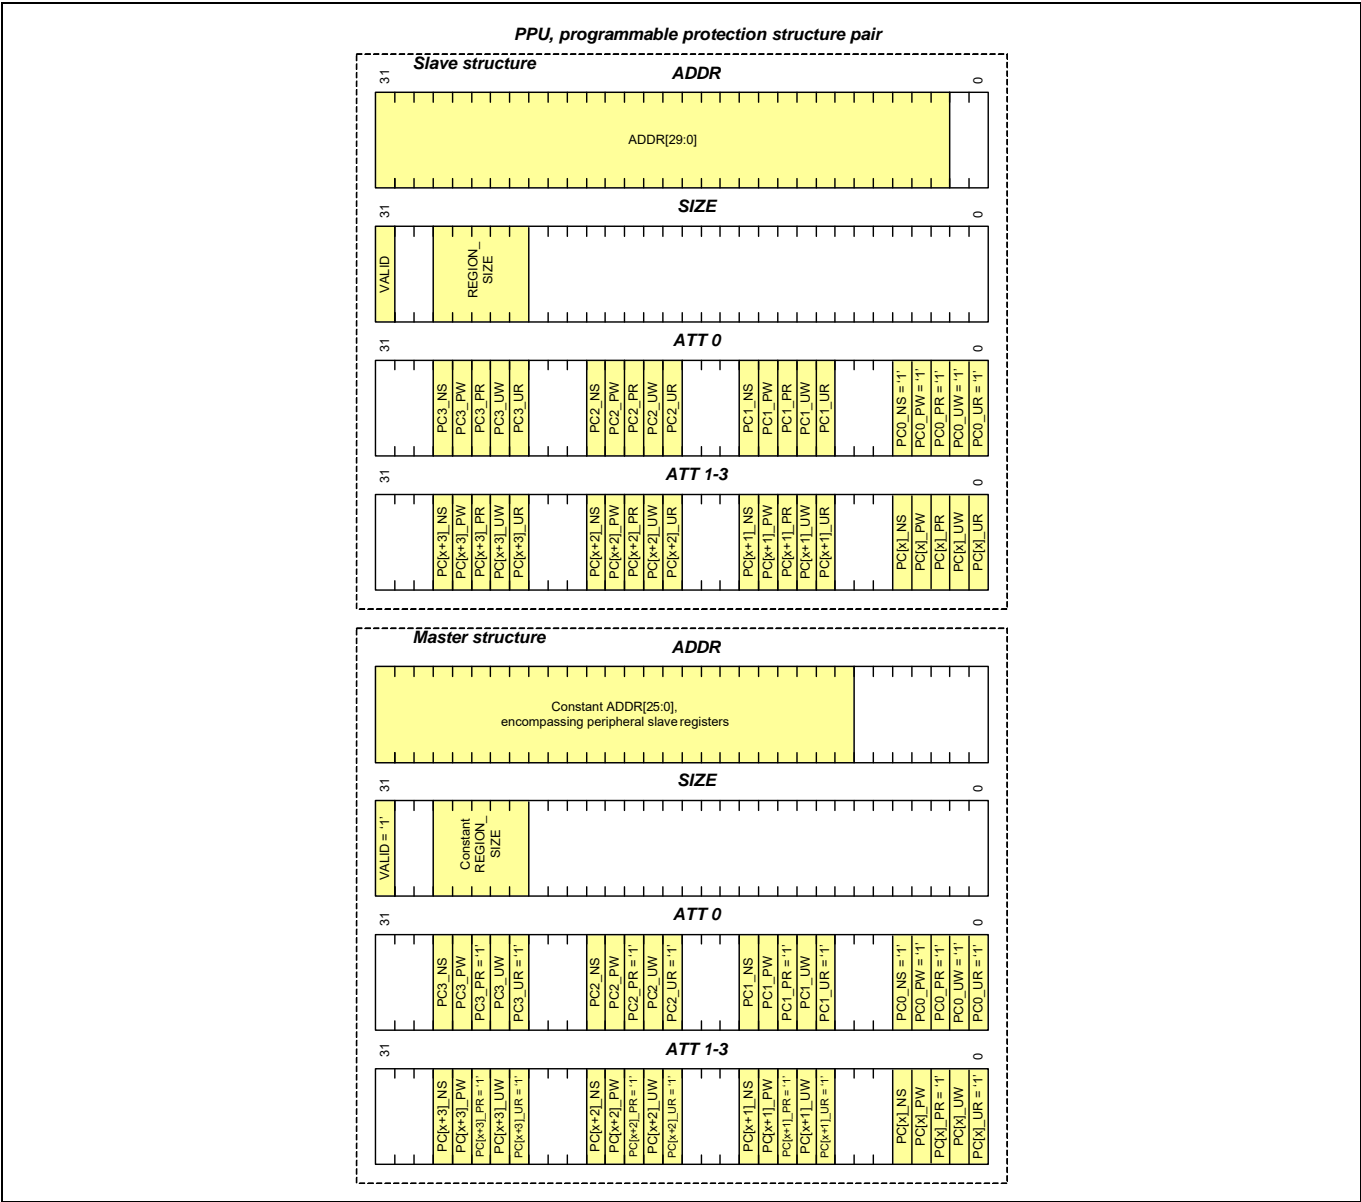 PPU, programmable protection structure pair
Slave structure
ADDR
31
0
ADDR[29:0]
SIZE
31
0
VALID
REGION_
SIZE
ATT 0
31
0
PC3_NS
PC3_PW
PC3_PR
PC3_UW
PC3_UR
PC2_NS
PC2_PW
PC2_PR
PC2_UW
PC2_UR
PC1_NS
PC1_PW
PC1_PR
PC1_UW
PC1_UR
PC0_NS = ‘1’
PC0_PW = ‘1’
PC0_PR = ‘1’
PC0_UW = ‘1’
PC0_UR = ‘1’
ATT 1-3
31
0
PC[x+3]_NS
PC[x+3]_PW
PC[x+3]_PR
PC[x+3]_UW
PC[x+3]_UR
PC[x+2]_NS
PC[x+2]_PW
PC[x+2]_PR
PC[x+2]_UW
PC[x+2]_UR
PC[x+1]_NS
PC[x+1]_PW
PC[x+1]_PR
PC[x+1]_UW
PC[x+1]_UR
PC[x]_NS
PC[x]_PW
PC[x]_PR
PC[x]_UW
PC[x]_UR
Master structure
ADDR
Constant ADDR[25:0],
encompassing peripheral slave registers
SIZE
31
0
VALID = ‘1’
Constant
REGION_
SIZE
ATT 0
31
0
PC3_NS
PC3_PW
PC3_PR = ‘1’
PC3_UW
PC3_UR = ‘1’
PC2_NS
PC2_PW
PC2_PR = ‘1’
PC2_UW
PC2_UR = ‘1’
PC1_NS
PC1_PW
PC1_PR = ‘1’
PC1_UW
PC1_UR = ‘1’
PC0_NS = ‘1’
PC0_PW = ‘1’
PC0_PR = ‘1’
PC0_UW = ‘1’
PC0_UR = ‘1’
ATT 1-3
31
0
PC[x+3]_NS
PC[x+3]_PW
PC[x+3]_PR = ‘1’
PC[x+3]_UW
PC[x+3]_UR = ‘1’
PC[x+2]_NS
PC[x+2]_PW
PC[x+2]_PR = ‘1’
PC[x+2]_UW
PC[x+2]_UR = ‘1’
PC[x+1]_NS
PC[x+1]_PW
PC[x+1]_PR = ‘1’
PC[x+1]_UW
PC[x+1]_UR = ‘1’
PC[x]_NS
PC[x]_PW
PC[x]_PR = ‘1’
PC[x]_UW
PC[x]_UR = ‘1’